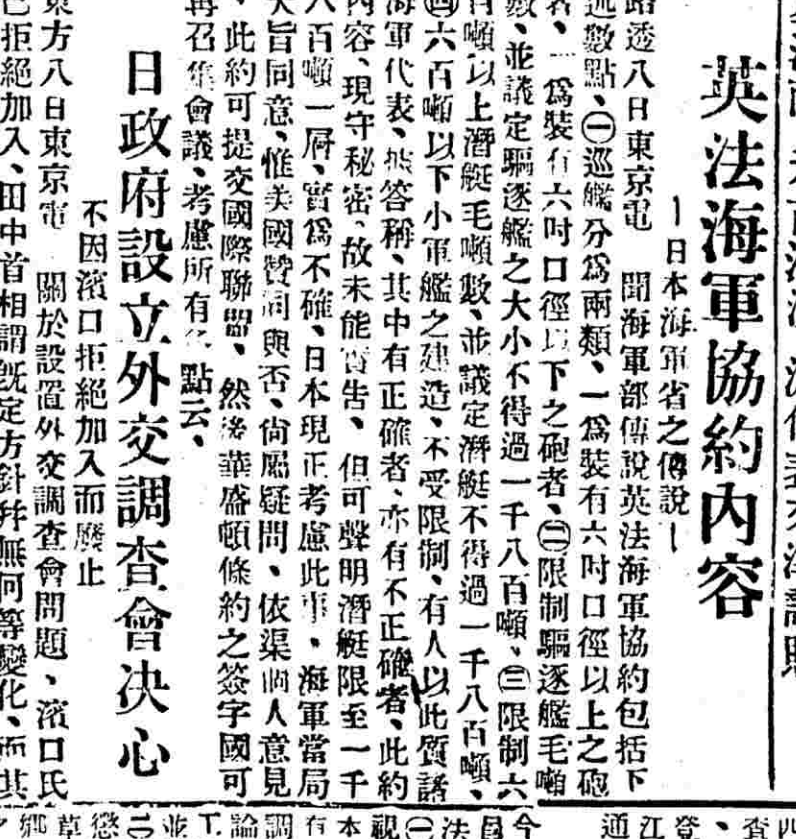 英法海軍協約内容
—日本海軍省之傳說—
路透八日東京電　聞海軍部傳說英法海軍協約包括下
述數點、㊀巡艦分爲兩類、一爲裝有六吋口徑以上之砲
者、一爲裝有六吋口徑以下之砲者、㊁限制驅逐艦毛噸
數、並議定驅逐艦之大小不得過一千八百噸、㊂限制六
百噸以上潛艇毛噸數、並議定潛艇不得過一千八百噸、
㊃六百噸以下小軍艦之建造、不受限制、有人以此質諸
海軍代表、據答稱、其中有正確者、亦有不正確者、此約
内容、現守秘密、故未能宣告、但可聲明潛艇限至一千
八百噸一層、實爲不確、日本現正考慮此事、海軍當局
大旨同意、惟美國贊同與否、尙屬疑問、依渠個人意見
、此約可提交國際聯盟、然後華盛頓條約之簽字國可
再召集會議、考慮所有各點云、
日政府設立外交調查會决心
不因濱口拒絕加入而廢止
東方八日東京電　關於設置外交調查會問題、濱口氏
已拒絕加入、田中首相謂既定方針幷無何等變化、而其